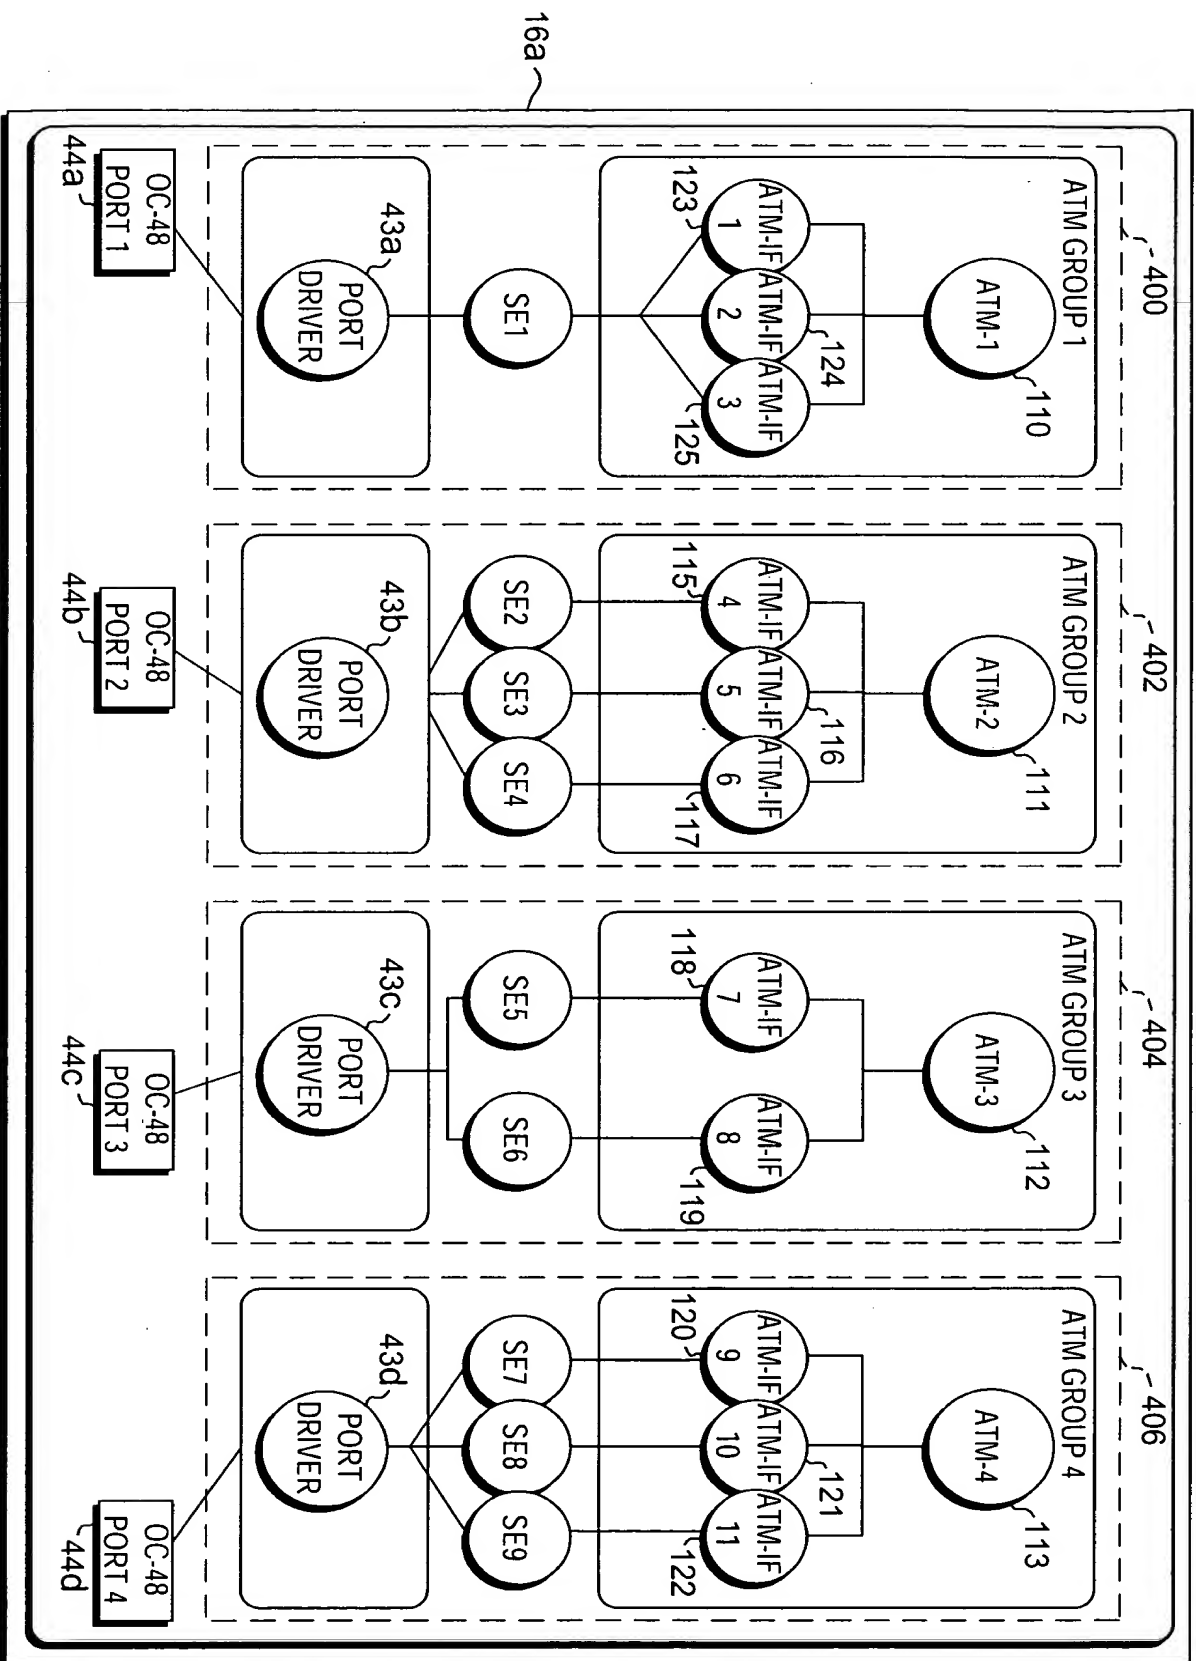 16a
400
ATM GROUP 1
ATM-1
110
ATM-IF
1
ATM-IF
2
ATM-IF
3
123
124
125
SE1
43a
PORT
DRIVER
OC-48
PORT 1
44a
402
ATM GROUP 2
ATM-2
111
ATM-IF
4
ATM-IF
5
ATM-IF
6
115
116
117
SE2
SE3
SE4
43b
PORT
DRIVER
OC-48
PORT 2
44b
404
ATM GROUP 3
ATM-3
112
ATM-IF
7
ATM-IF
8
118
119
SE5
SE6
43c
PORT
DRIVER
OC-48
PORT 3
44c
406
ATM GROUP 4
ATM-4
113
ATM-IF
9
ATM-IF
10
ATM-IF
11
120
121
122
SE7
SE8
SE9
43d
PORT
DRIVER
OC-48
PORT 4
44d